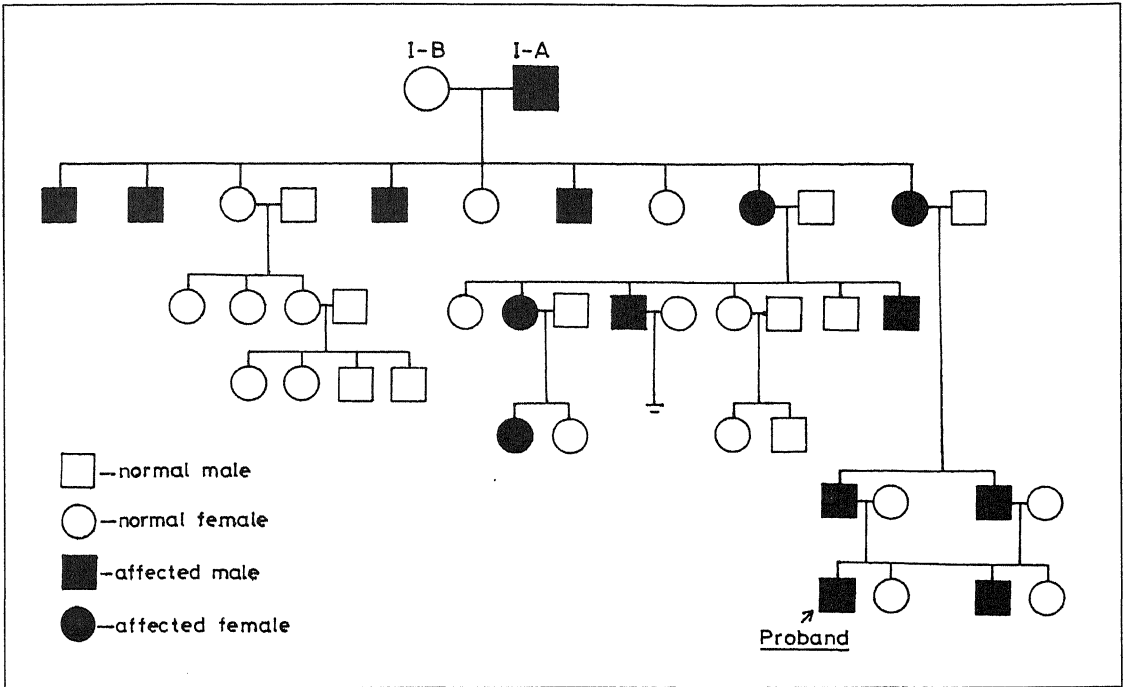 I-B I-A
–normal male
–normal female
–affected male
–affected female
Proband